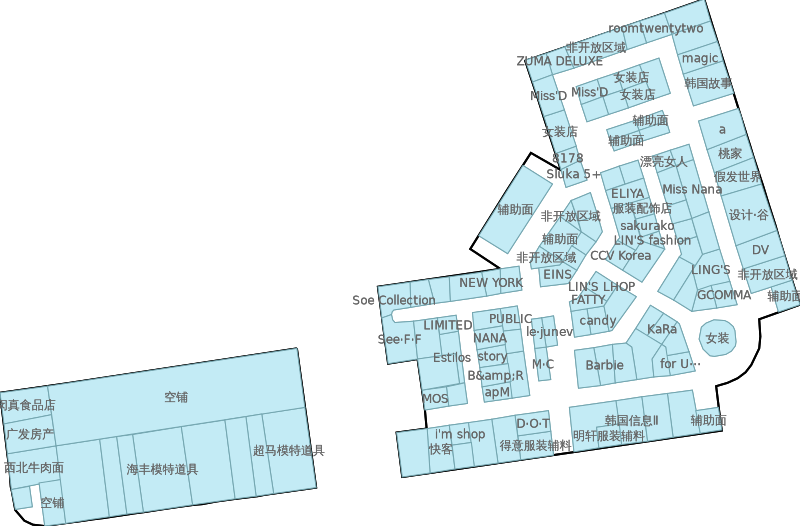 roomtwentytwo
非开放区域
ZUMA DELUXE
magic
女装店
韩国故事
Miss'D
Miss'D
女装店
辅助面
a
女装店
辅助面
桃家
8178
漂亮女人
Sluka 5+
假发世界
ELIYA
Miss Nana
辅助面
服装配饰店
非开放区域
设计·谷
sakurako
辅助面
LIN'S fashion
DV
CCV Korea
非开放区域
LING'S
EINS
非开放区域
NEW YORK
LIN'S LHOP
GCOMMA
辅助面
Soe Collection
FATTY
PUBLIC
candy
LIMITED
le·junev
KaRa
See·F·F
NANA
女装
Estilos
story
M·C
Barbie
for U…
B&amp;R
apM
MOS
空铺
D·O·T
韩国信息Ⅱ
辅助面
i'm shop
明轩服装辅料
广发房产
快客
得意服装辅料
超马模特道具
西北牛肉面
海丰模特道具
空铺